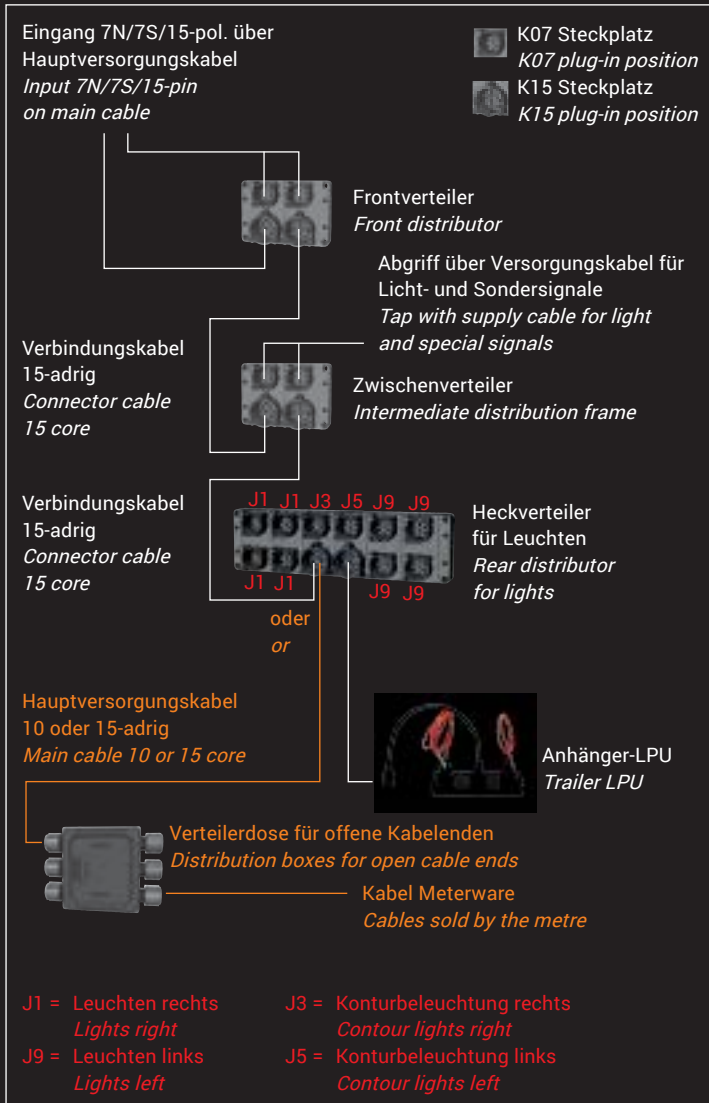 Eingang 7N/7S/15-pol. über
Hauptversorgungskabel
Input 7N/7S/15-pin
on main cable
K07 Steckplatz
K07 plug-in position
K15 Steckplatz
K15 plug-in position
Frontverteiler
Front distributor
Abgriff über Versorgungskabel für
Licht- und Sondersignale
Tap with supply cable for light
and special signals
Verbindungskabel
15-adrig
Connector cable
15 core
Zwischenverteiler
Intermediate distribution frame
Verbindungskabel
15-adrig
Connector cable
15 core
J1 J1 J3 J5 J9 J9
J1 J1 J9 J9
Heckverteiler
für Leuchten
Rear distributor
for lights
oder
or
Hauptversorgungskabel
10 oder 15-adrig
Main cable 10 or 15 core
Anhänger-LPU
Trailer LPU
Verteilerdose für offene Kabelenden
Distribution boxes for open cable ends
Kabel Meterware
Cables sold by the metre
J1 = Leuchten rechts
Lights right
J9 = Leuchten links
Lights left
J3 = Konturbeleuchtung rechts
Contour lights right
J5 = Konturbeleuchtung links
Contour lights left